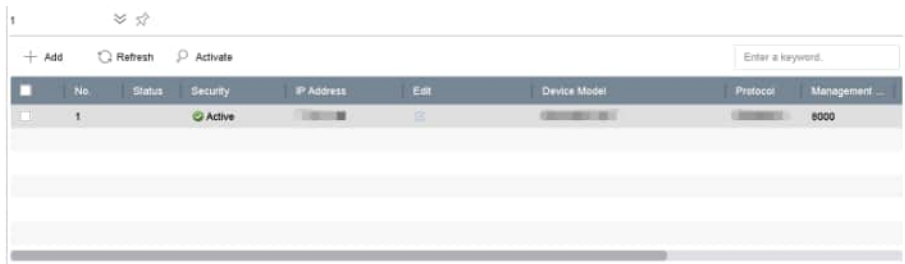 1
Add Refresh Activate Enter a keyword.
No. Status Security IP Address Edit Device Model Protocol Management ...
1 Active 8000